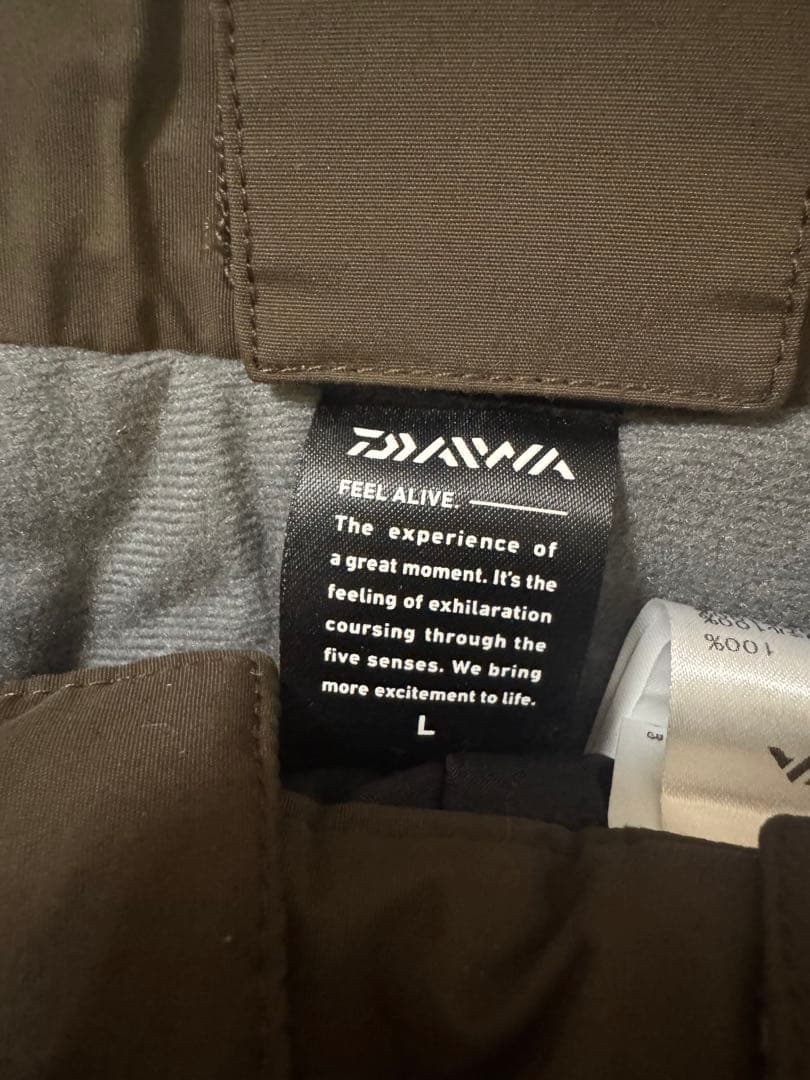 DAIWA
FEEL ALIVE.
The experience of
a great moment. It's the
feeling of exhilaration
coursing through the
five senses. We bring
more excitement to life.
L
100%